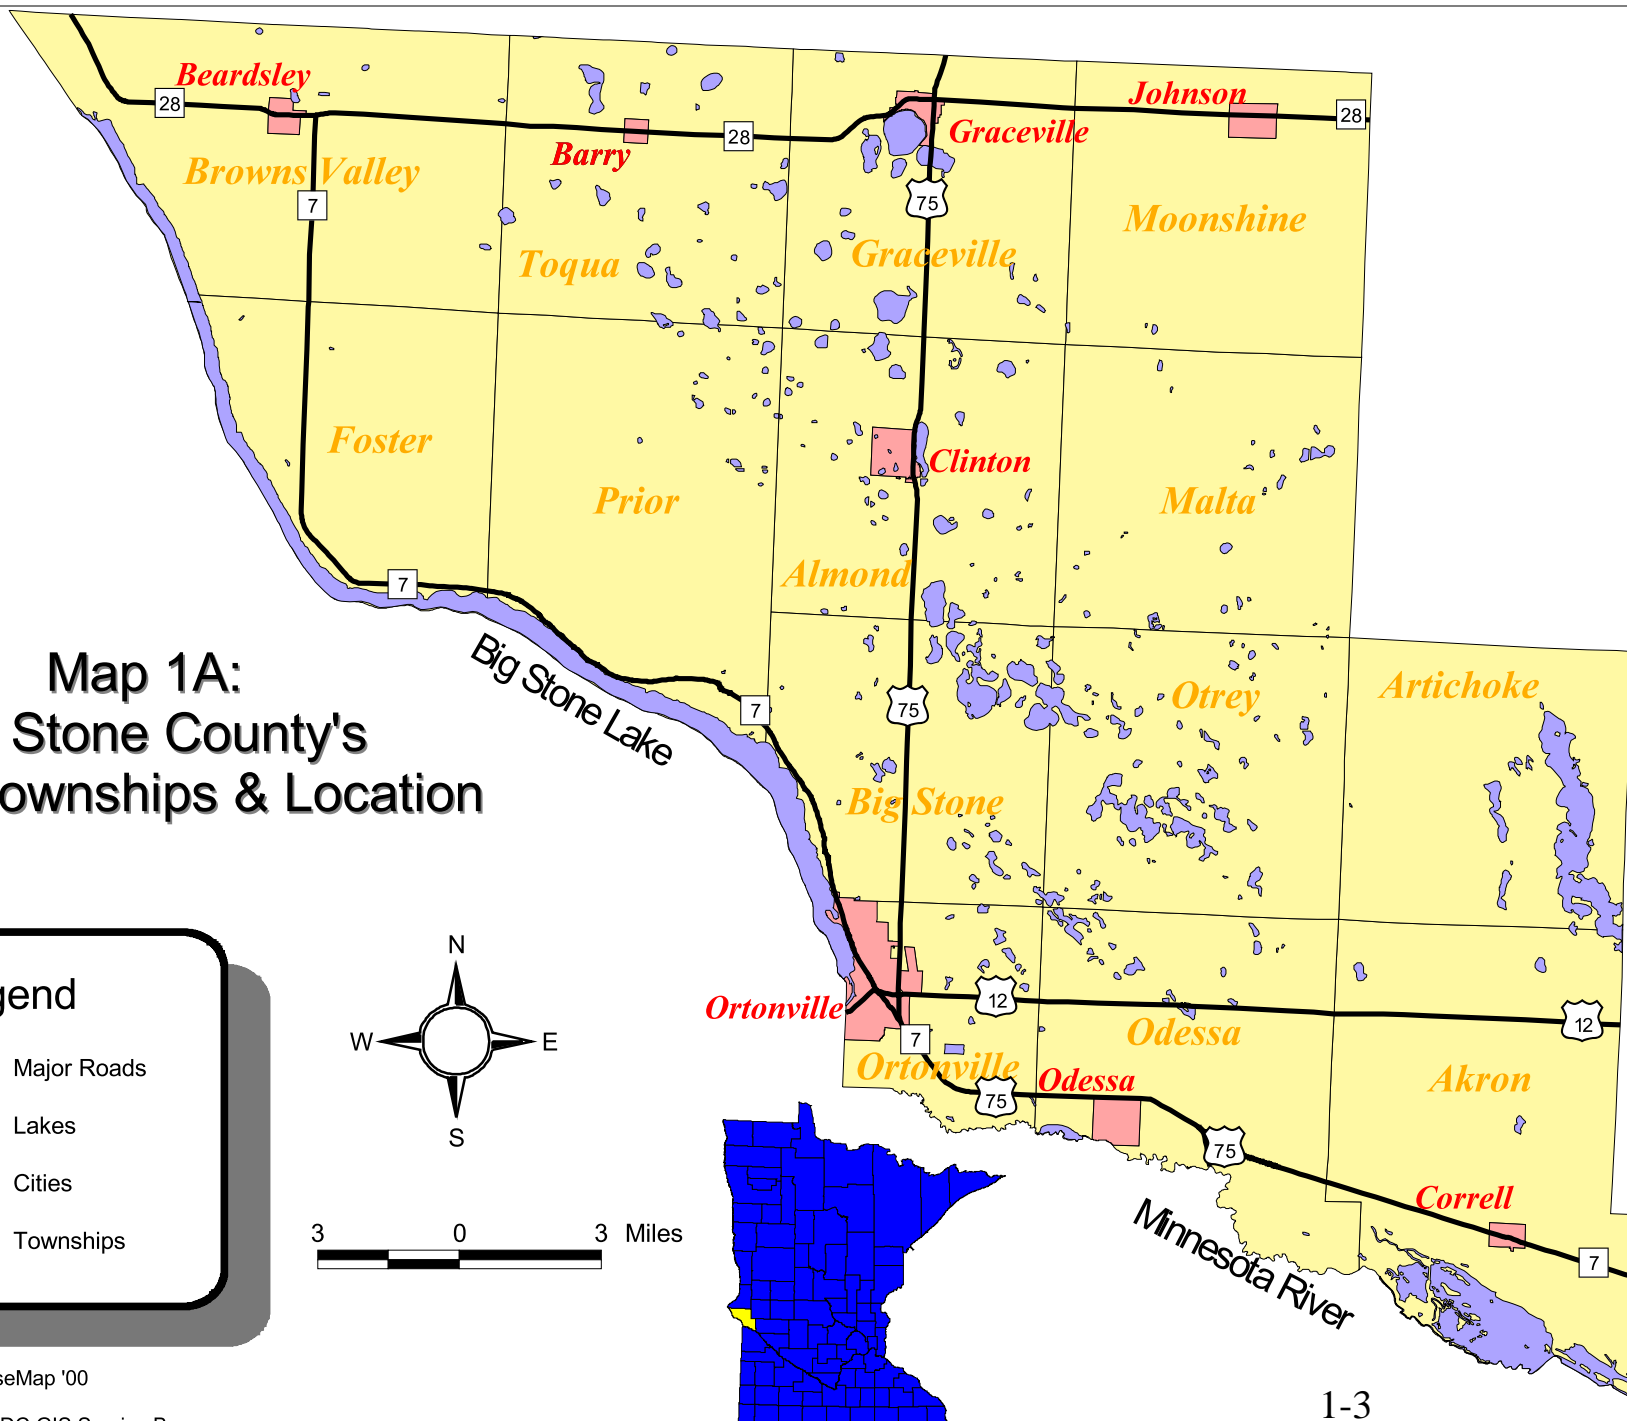 Beardsley
28
Browns Valley
7
Barry
28
Toqua
Graceville
75
Graceville
Johnson
28
Moonshine
Foster
Prior
Clinton
Almond
Malta
7
Big Stone Lake
7
75
Otrey
Artichoke
Big Stone
Map 1A:
Stone County's
ownships & Location
gend
Major Roads
Lakes
Cities
Townships
N
W E
S
3 0 3 Miles
Ortonville
12
12
7
Ortonville
Odessa
Odessa
75
Akron
75
Correll
7
Minnesota River
seMap '00
1-3